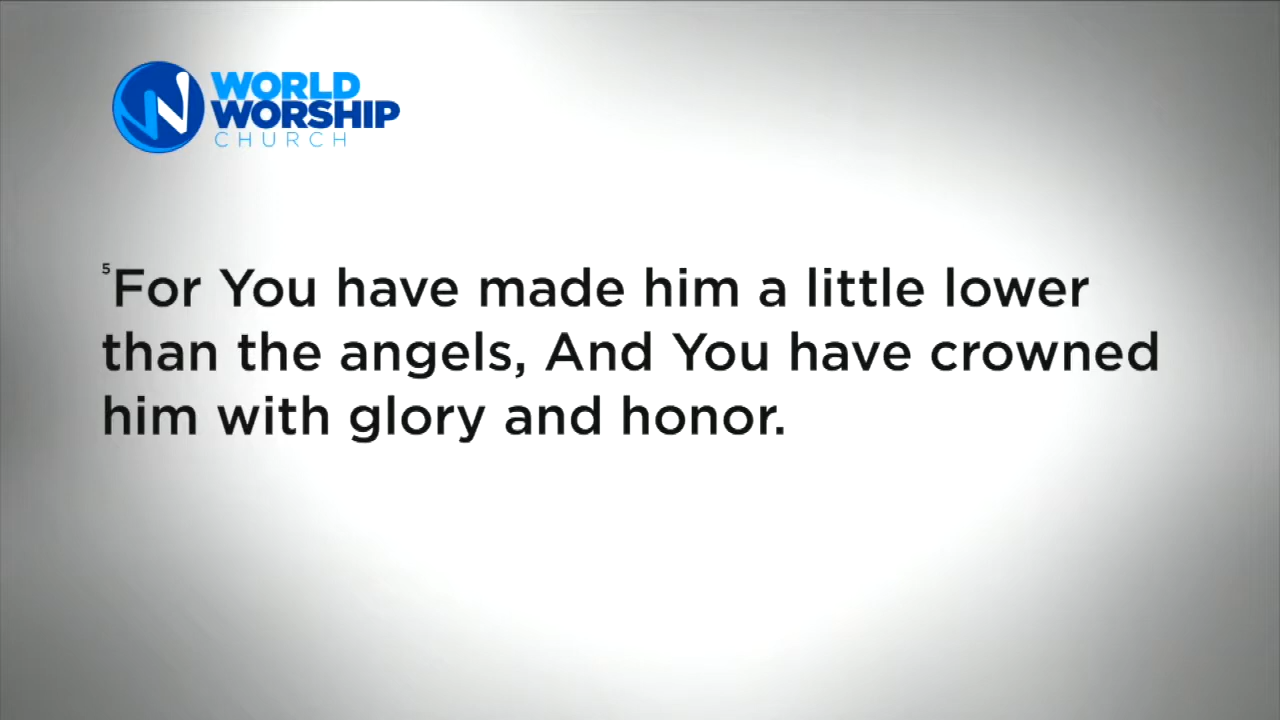 WORLD
WORSHIP
CHURCH
5For You have made him a little lower
than the angels, And You have crowned
him with glory and honor.